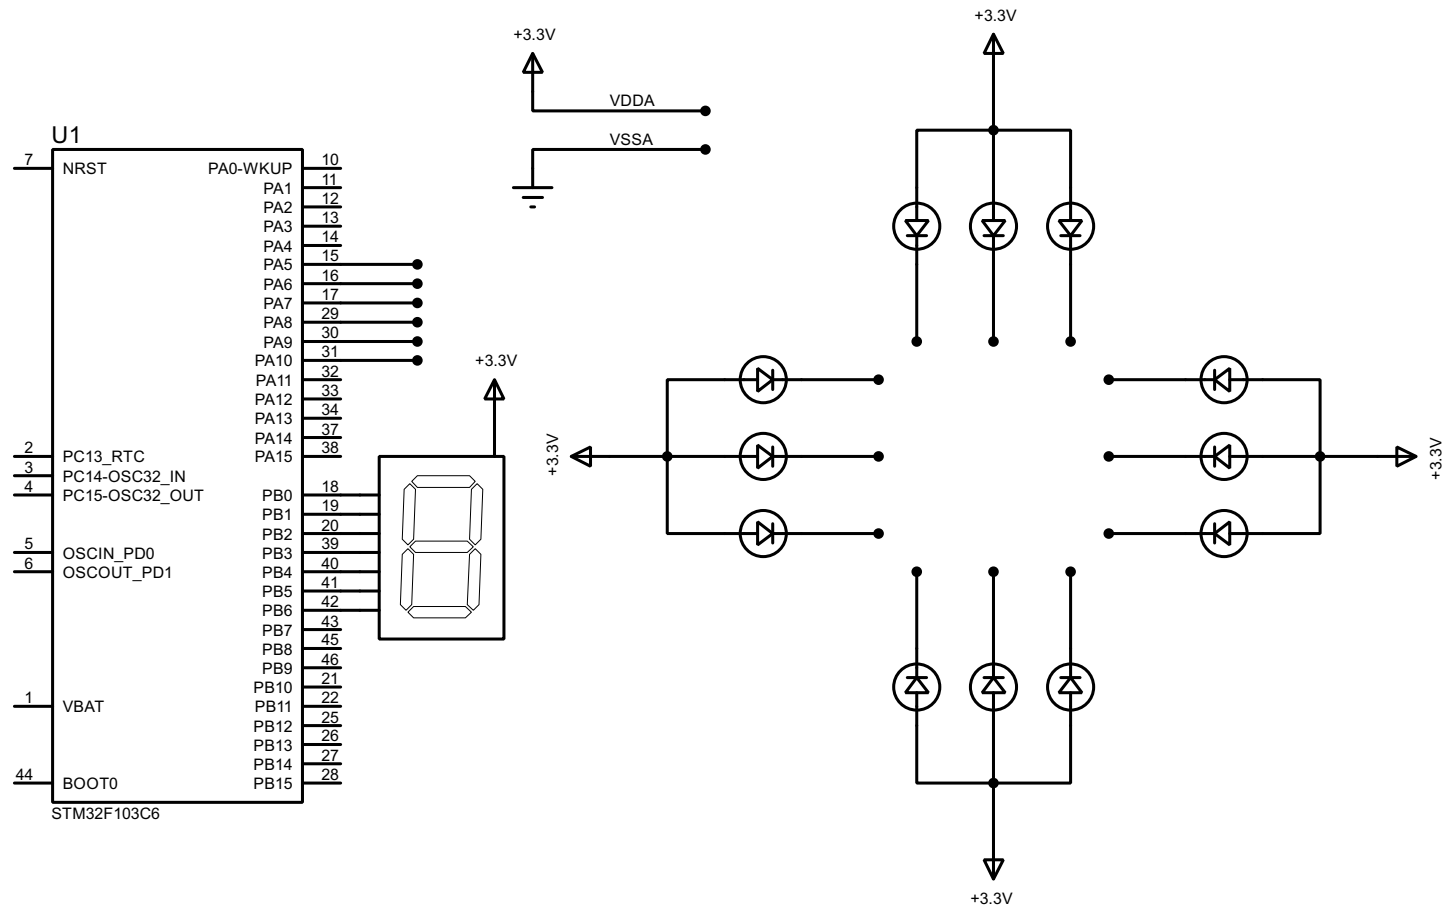 +3.3V
+3.3V
VDDA
VSSA
U1
7 NRST
PA0-WKUP 10
PA1 11
PA2 12
PA3 13
PA4 14
PA5 15
PA6 16
PA7 17
PA8 29
PA9 30
PA10 31
+3.3V
PA11 32
PA12 33
PA13 34
PA14 37
2 PC13_RTC
PA15 38
3 PC14-OSC32_IN
4 PC15-OSC32_OUT
PB0 18
PB1 19
PB2 20
5 OSCIN_PD0
PB3 39
6 OSCOUT_PD1
PB4 40
PB5 41
PB6 42
PB7 43
PB8 45
PB9 46
PB10 21
1 VBAT
PB11 22
PB12 25
PB13 26
PB14 27
44 BOOT0
PB15 28
STM32F103C6
+3.3V
+3.3V
+3.3V